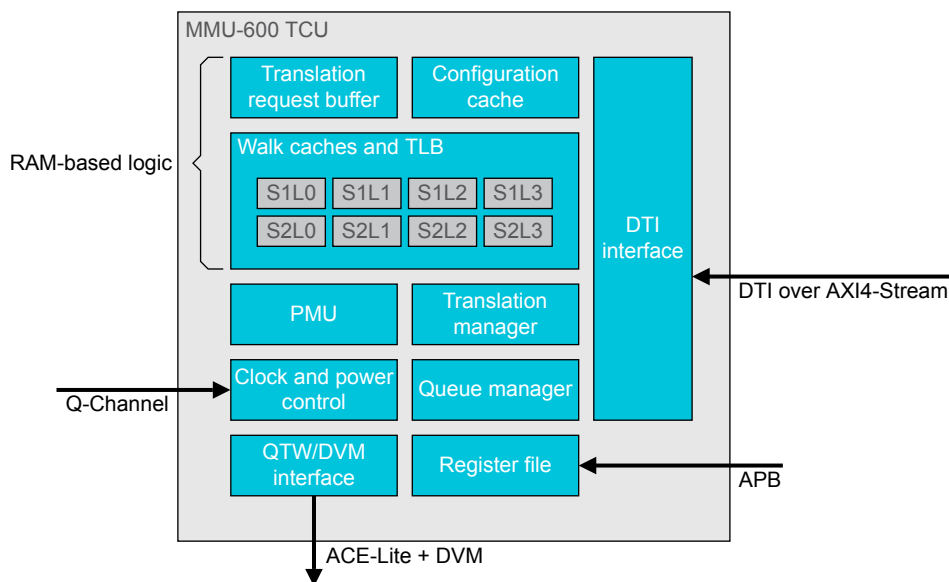 MMU-600 TCU
Translation
request buffer
Configuration
cache
RAM-based logic
Walk caches and TLB
S1L0 S1L1 S1L2 S1L3
S2L0 S2L1 S2L2 S2L3
DTI
interface
DTI over AXI4-Stream
PMU
Translation
manager
Clock and power
control
Queue manager
Q-Channel
QTW/DVM
interface
Register file
APB
ACE-Lite + DVM